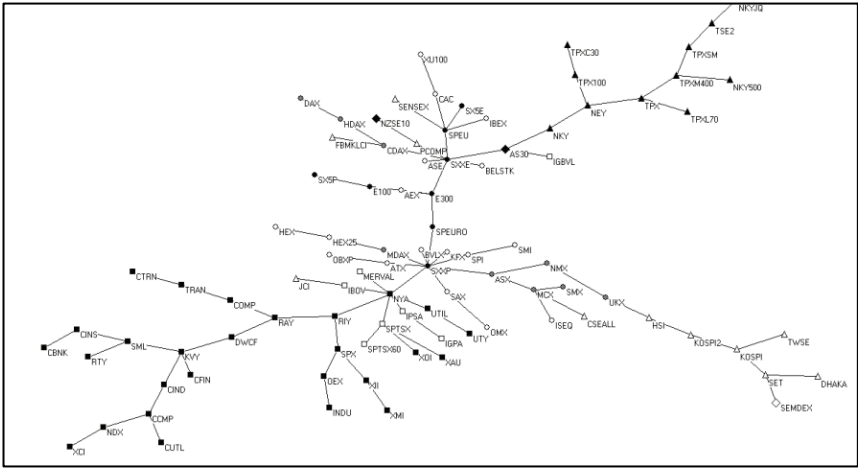 NKYJQ
TSE2
TPXC30
TPXSM
XU100
TPX100
TPXM400
NKY500
CAC
SENSEX
SX5E
DAX
NEY
TPX
HDAX
NZSE10
IBEX
TPXL70
SPEU
NKY
FBMKLCI
CDAX
PCOMP
AS30
ASE
SXXE
IGBVL
BELSTK
SX5P
E100
AEX
E300
SPEURO
HEX
HEX25
MDAX
BVLX
KFX
SMI
OBXP
ATX
SPI
SXXP
NMX
CTRN
MERVAL
ASX
TRAN
JCI
IBOV
MCX
SMX
NYA
SAX
UKX
COMP
UTIL
IPSA
RAY
RIY
ISEQ
CSEALL
HSI
SPTSX
OMX
CINS
UTY
DWCF
IGPA
KOSPI2
TWSE
CBNK
SML
SPTSX60
XOI
XAU
RTY
KVY
SPX
KOSPI
CFIN
SET
DHAKA
CIND
OEX
XII
INDU
XMI
SEMDEX
CCMP
NDX
XCI
CUTL